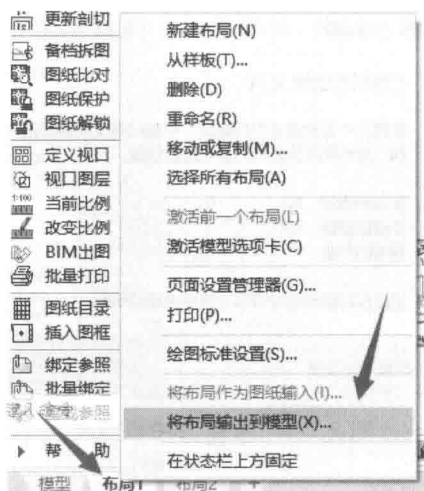 更新剖切
备档拆图
图纸比对
图纸保护
图纸解锁
定义视口
视口图层
1:100 当前比例
改变比例
BIM出图
批量打印
图纸目录
插入图框
绑定参照
批量绑定
参照
帮 助
新建布局(N)
从样板(T)...
删除(D)
重命名(R)
移动或复制(M)...
选择所有布局(A)
激活前一个布局(L)
激活模型选项卡(C)
页面设置管理器(G)...
打印(P)...
绘图标准设置(S)...
将布局作为图纸输入(I)...
将布局输出到模型(X)...
在状态栏上方固定
模型 布局1 布局2 +